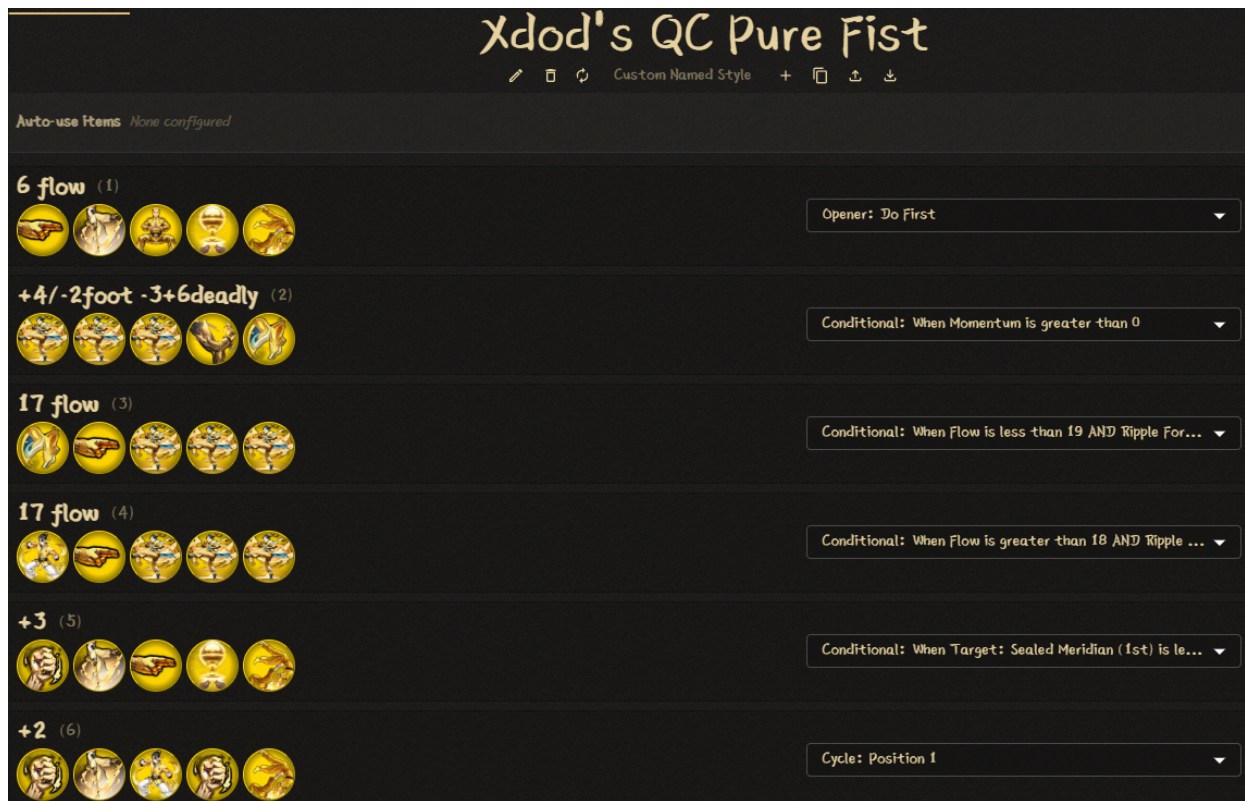 Xdod's QC Pure Fist
Custom Named Style
Auto-use Items None configured
6 flow (1)
Opener: Do First
+4/-2foot -3+6deadly (2)
Conditional: When Momentum is greater than 0
17 flow (3)
Conditional: When Flow is less than 19 AND Ripple For...
17 flow (4)
Conditional: When Flow is greater than 18 AND Ripple ...
+3 (5)
Conditional: When Target: Sealed Meridian (1st) is le...
+2 (6)
Cycle: Position 1